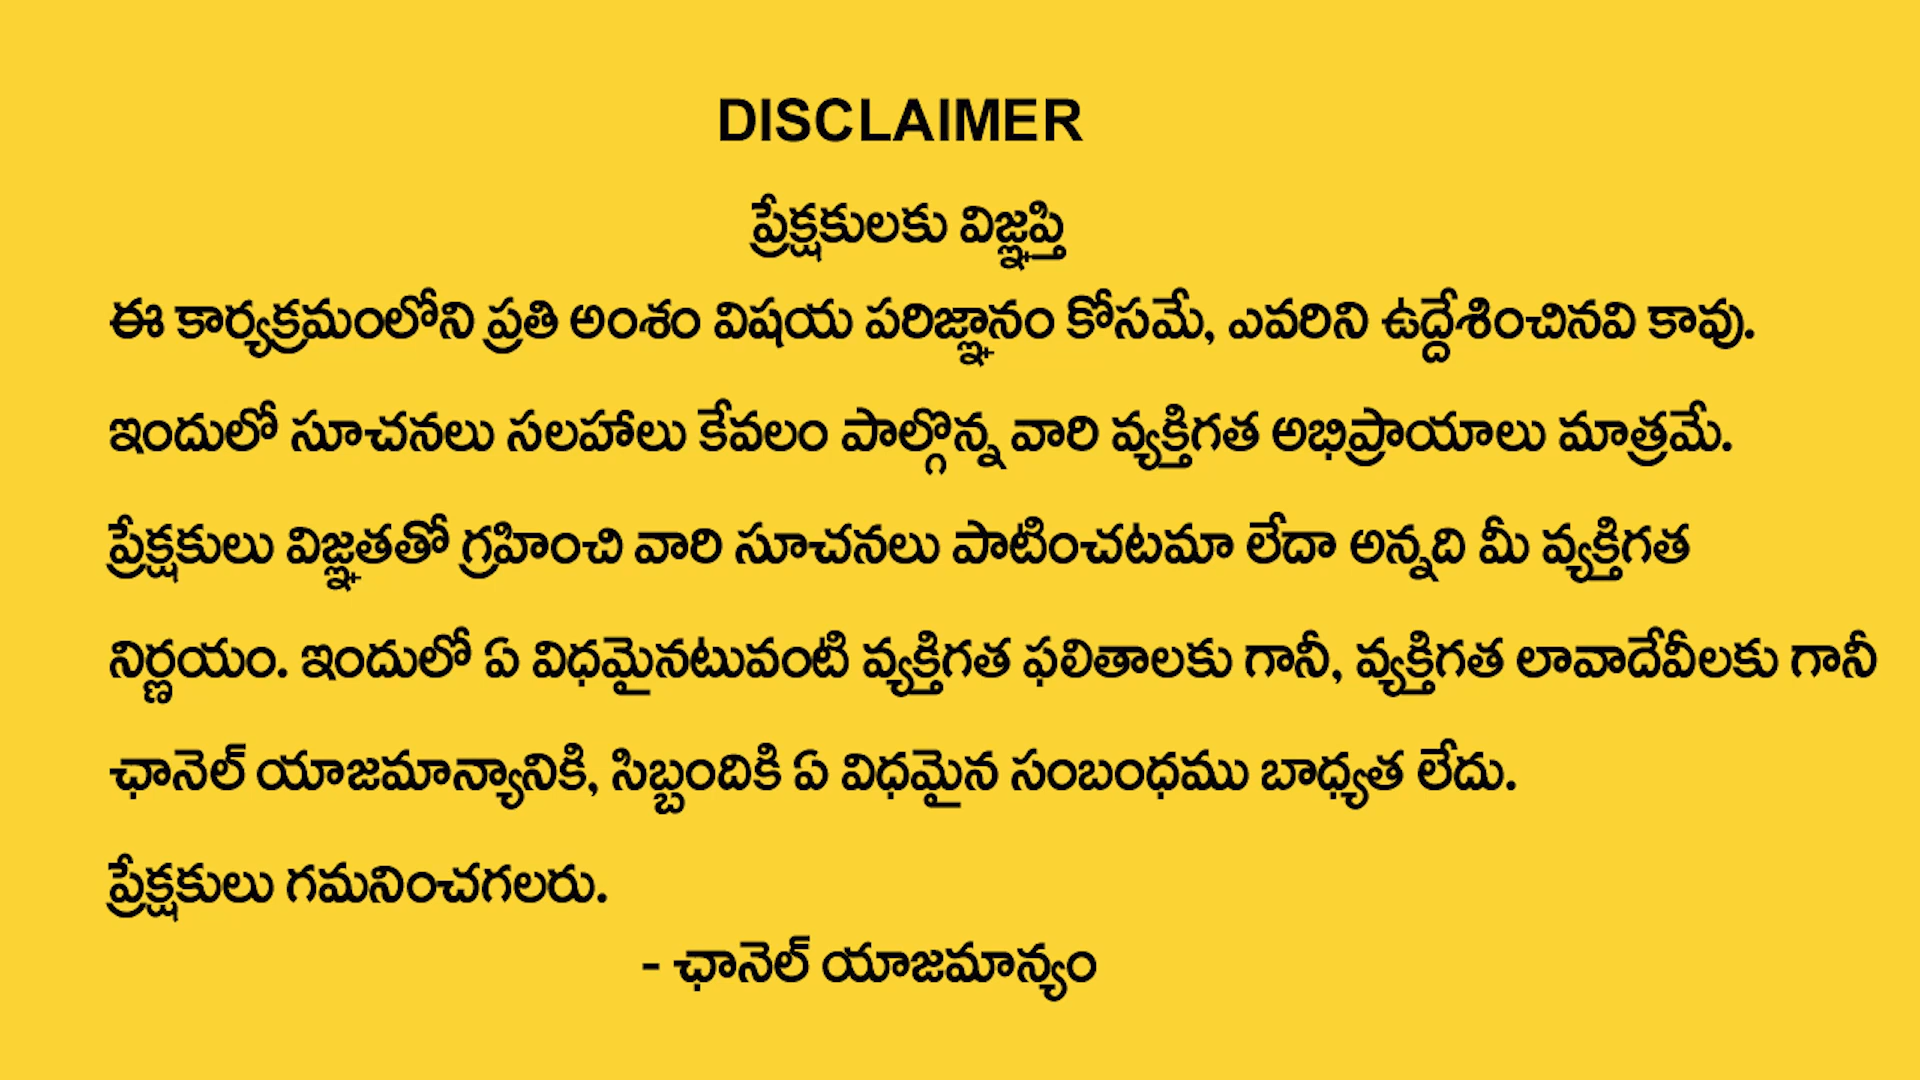 DISCLAIMER
ప్రేక్షకులకు విజ్ఞప్తి
ఈ కార్యక్రమంలోని ప్రతి అంశం విషయ పరిజ్ఞానం కోసమే, ఎవరిని ఉద్దేశించినవి కావు.
ఇందులో సూచనలు సలహాలు కేవలం పాల్గొన్న వారి వ్యక్తిగత అభిప్రాయాలు మాత్రమే.
ప్రేక్షకులు విజ్ఞతతో గ్రహించి వారి సూచనలు పాటించటమా లేదా అన్నది మీ వ్యక్తిగత
నిర్ణయం. ఇందులో ఏ విధమైనటువంటి వ్యక్తిగత ఫలితాలకు గానీ, వ్యక్తిగత లావాదేవీలకు గానీ
ఛానెల్ యాజమాన్యానికి, సిబ్బందికి ఏ విధమైన సంబంధము బాధ్యత లేదు.
ప్రేక్షకులు గమనించగలరు.
- ఛానెల్ యాజమాన్యం